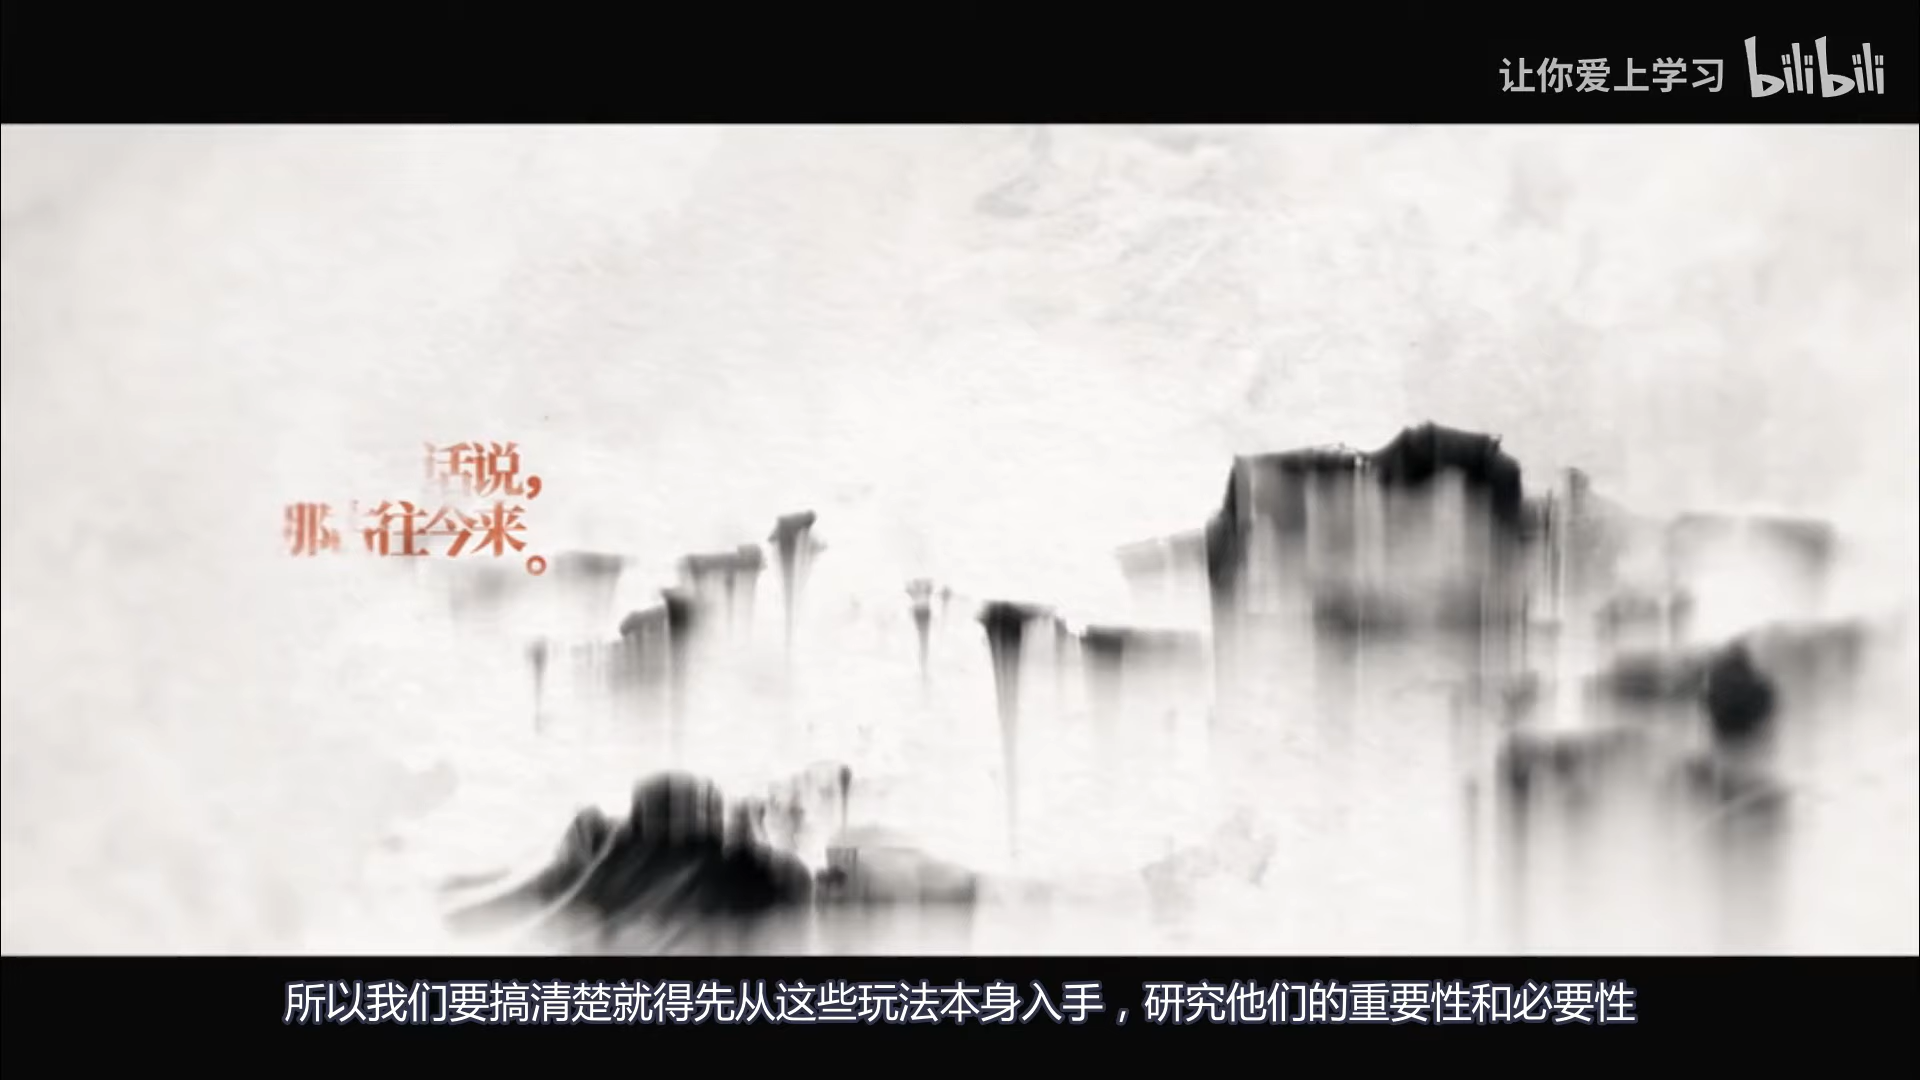 让你爱上学习 bilibili
话说，
那古往今来。
所以我们要搞清楚就得先从这些玩法本身入手，研究他们的重要性和必要性